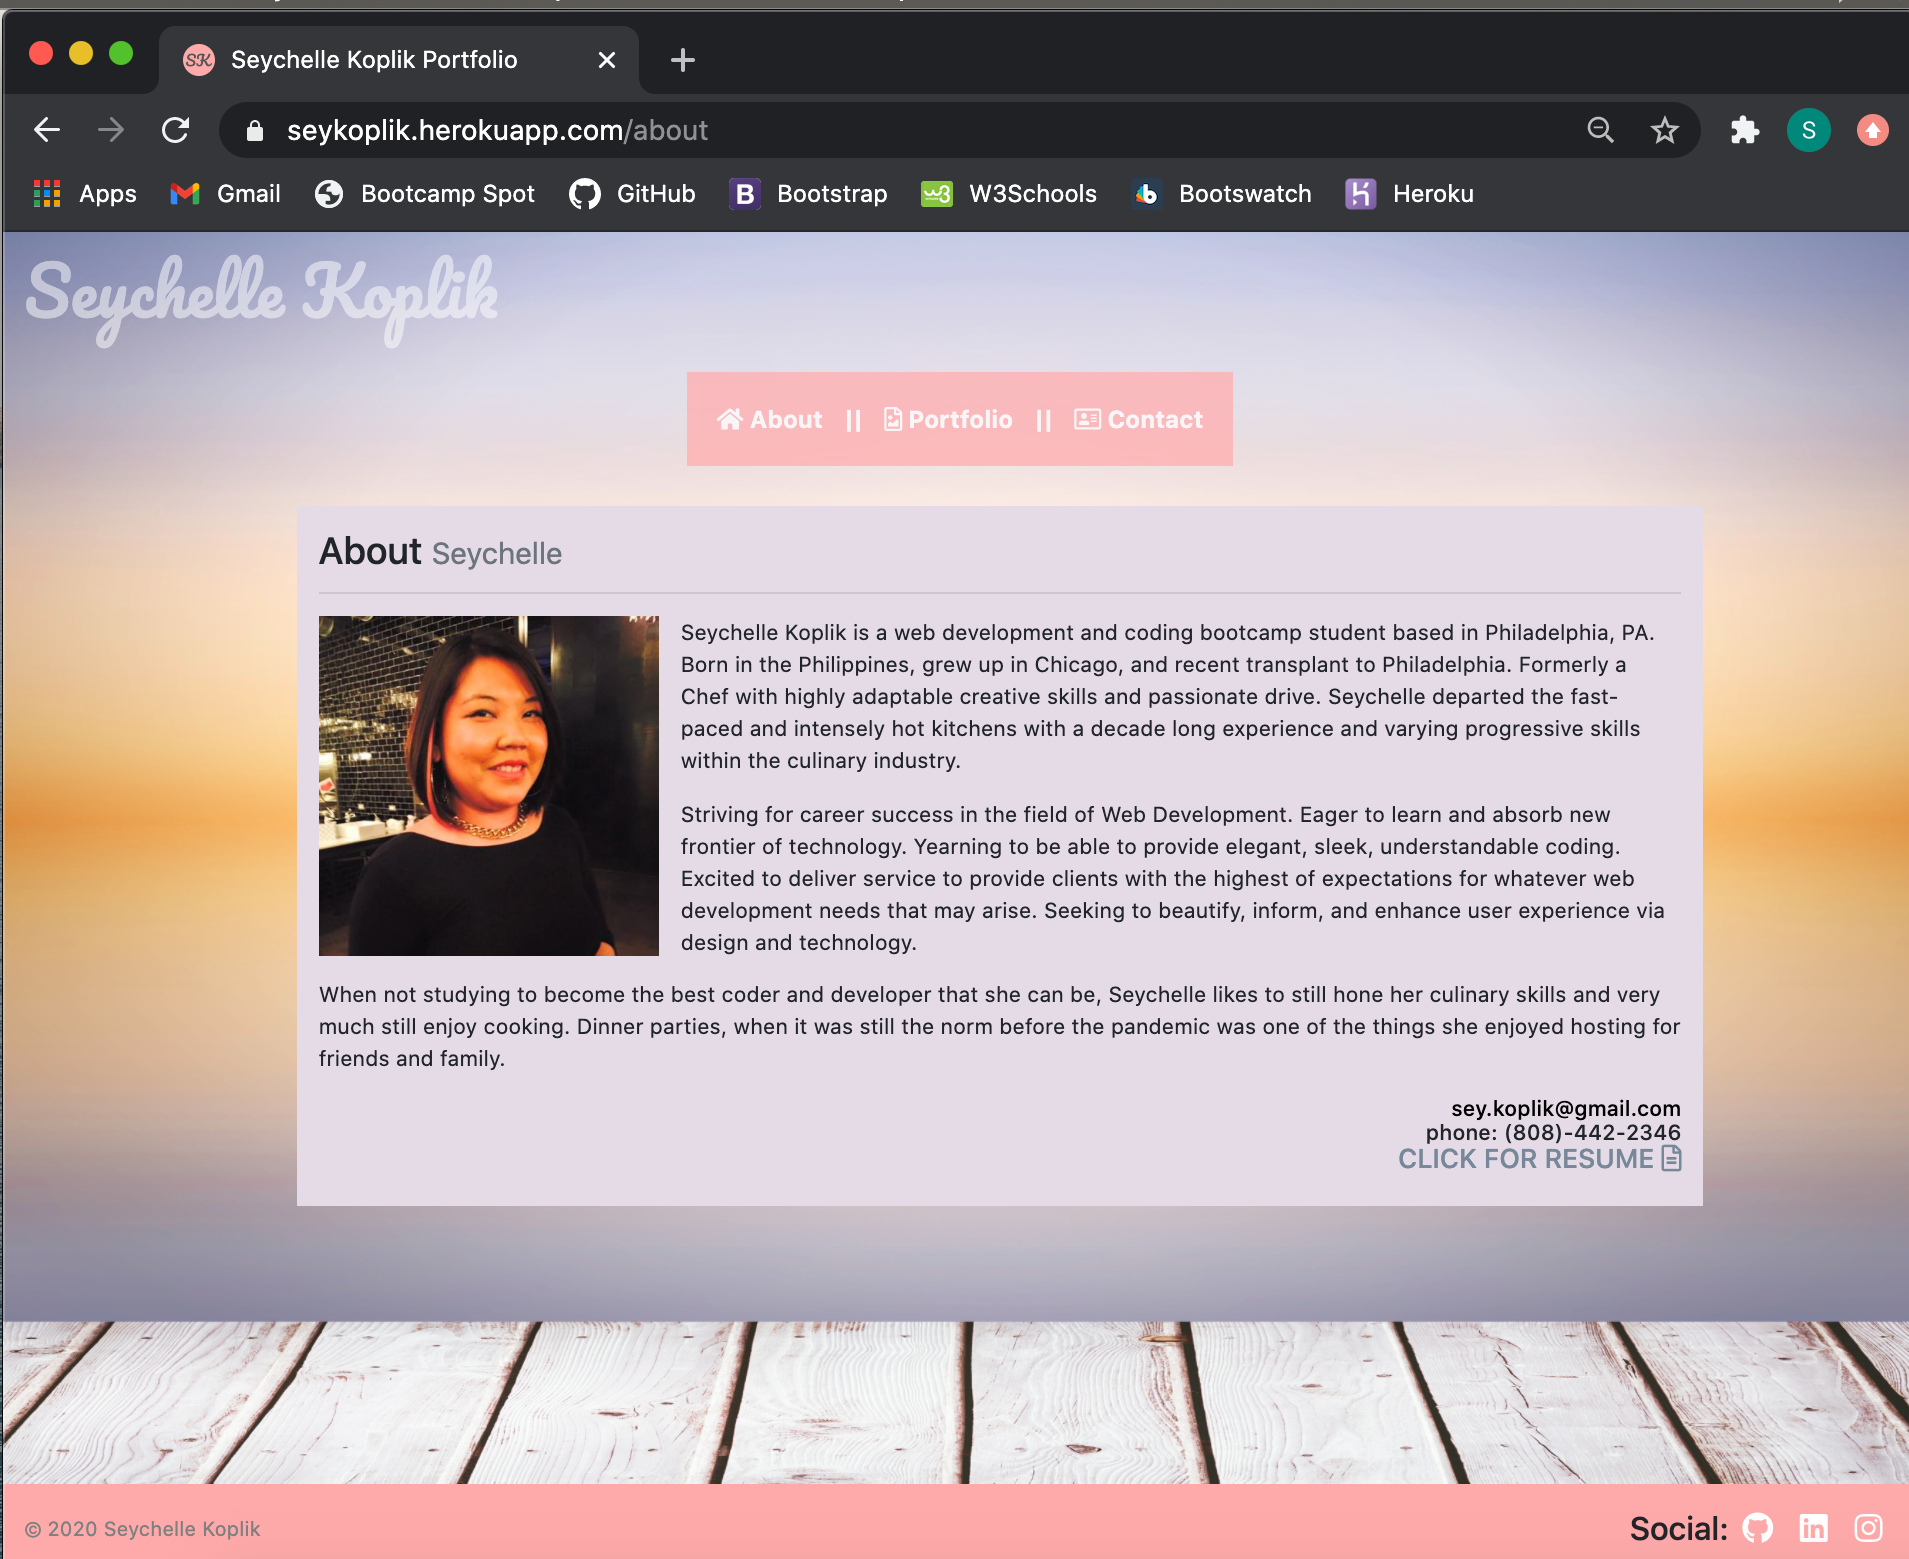 SK Seychelle Koplik Portfolio
seykoplik.herokuapp.com/about
S
Apps Gmail Bootcamp Spot GitHub B Bootstrap W3Schools Bootswatch Heroku
Seychelle Koplik
About || Portfolio || Contact
About Seychelle
Seychelle Koplik is a web development and coding bootcamp student based in Philadelphia, PA.
Born in the Philippines, grew up in Chicago, and recent transplant to Philadelphia. Formerly a
Chef with highly adaptable creative skills and passionate drive. Seychelle departed the fast-
paced and intensely hot kitchens with a decade long experience and varying progressive skills
within the culinary industry.
Striving for career success in the field of Web Development. Eager to learn and absorb new
frontier of technology. Yearning to be able to provide elegant, sleek, understandable coding.
Excited to deliver service to provide clients with the highest of expectations for whatever web
development needs that may arise. Seeking to beautify, inform, and enhance user experience via
design and technology.
When not studying to become the best coder and developer that she can be, Seychelle likes to still hone her culinary skills and very
much still enjoy cooking. Dinner parties, when it was still the norm before the pandemic was one of the things she enjoyed hosting for
friends and family.
sey.koplik@gmail.com
phone: (808)-442-2346
CLICK FOR RESUME
© 2020 Seychelle Koplik
Social: